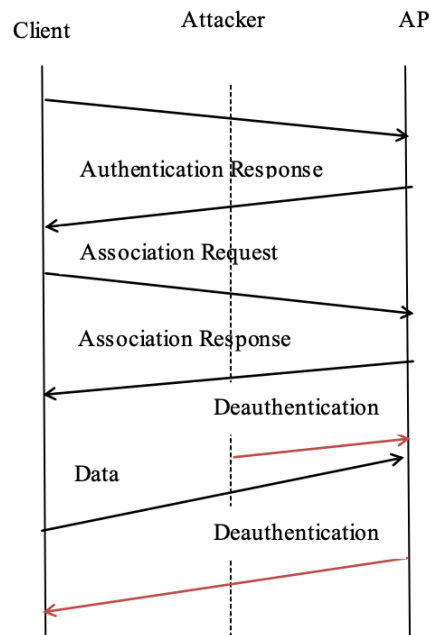 Client
Attacker
AP
Authentication Response
Association Request
Association Response
Deauthentication
Data
Deauthentication